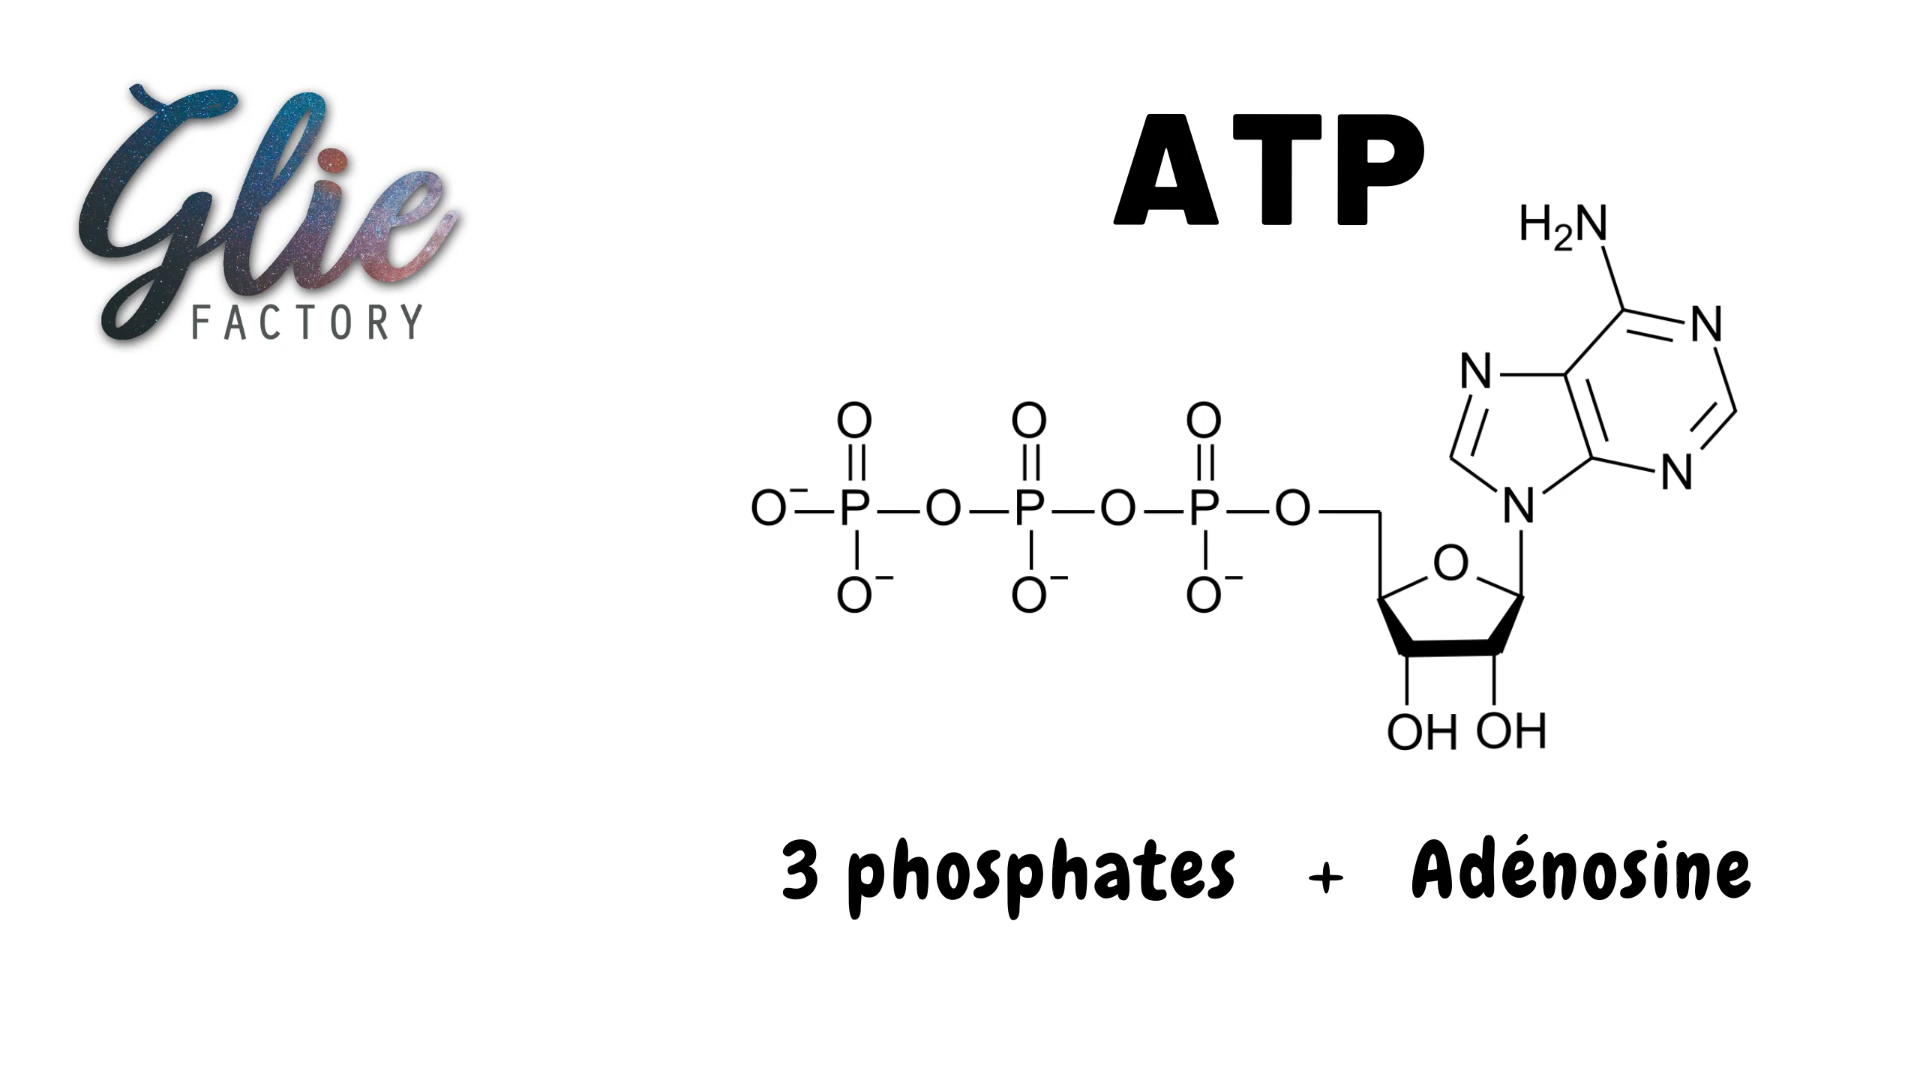 Glie
FACTORY
ATP
H₂N
N
N
N
N
O
O
O
O⁻
P
O
P
O
P
O
O⁻
O⁻
O⁻
O
OH
OH
3 phosphates + Adénosine